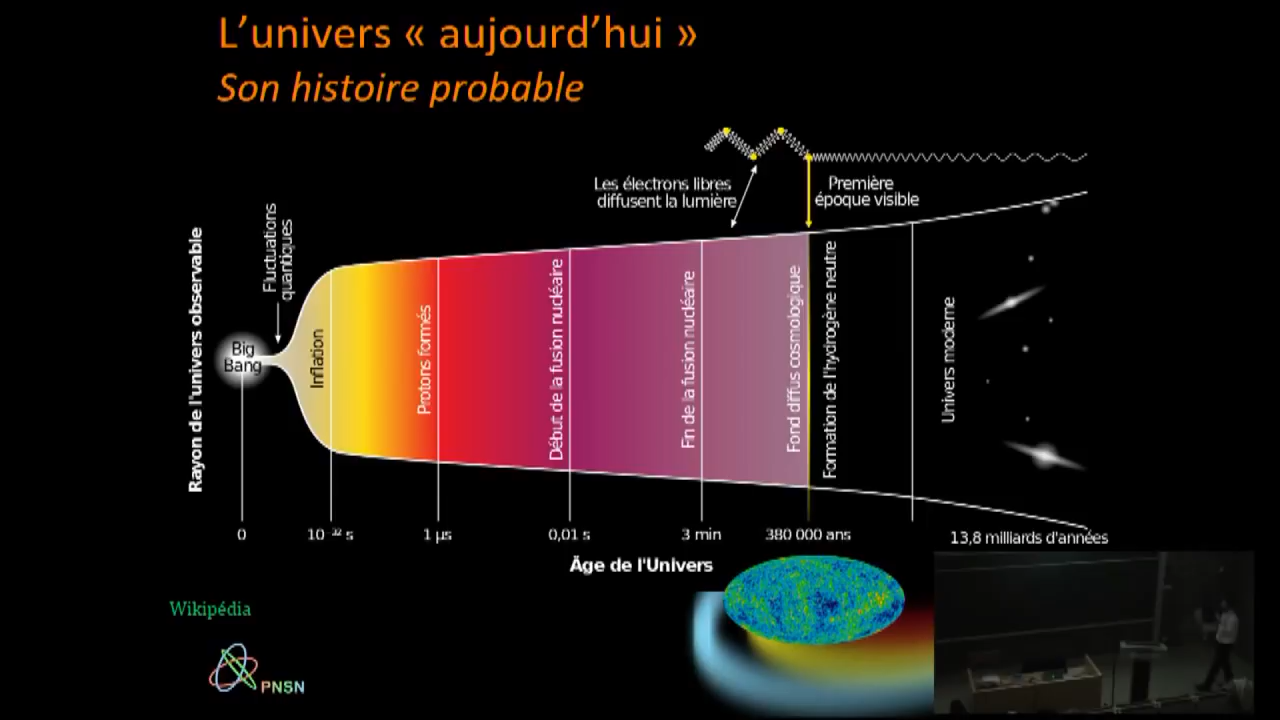 L’univers « aujourd’hui »
Son histoire probable
Les électrons libres
diffusent la lumière
Première
époque visible
Fluctuations
quantiques
Rayon de l'univers observable
Big
Bang
Inflation
Protons formés
Début de la fusion nucléaire
Fin de la fusion nucléaire
Fond diffus cosmologique
Formation de l'hydrogène neutre
Univers moderne
0
10⁻³² s
1 µs
0,01 s
3 min
380 000 ans
13,8 milliards d'années
Âge de l'Univers
Wikipédia
PNSN